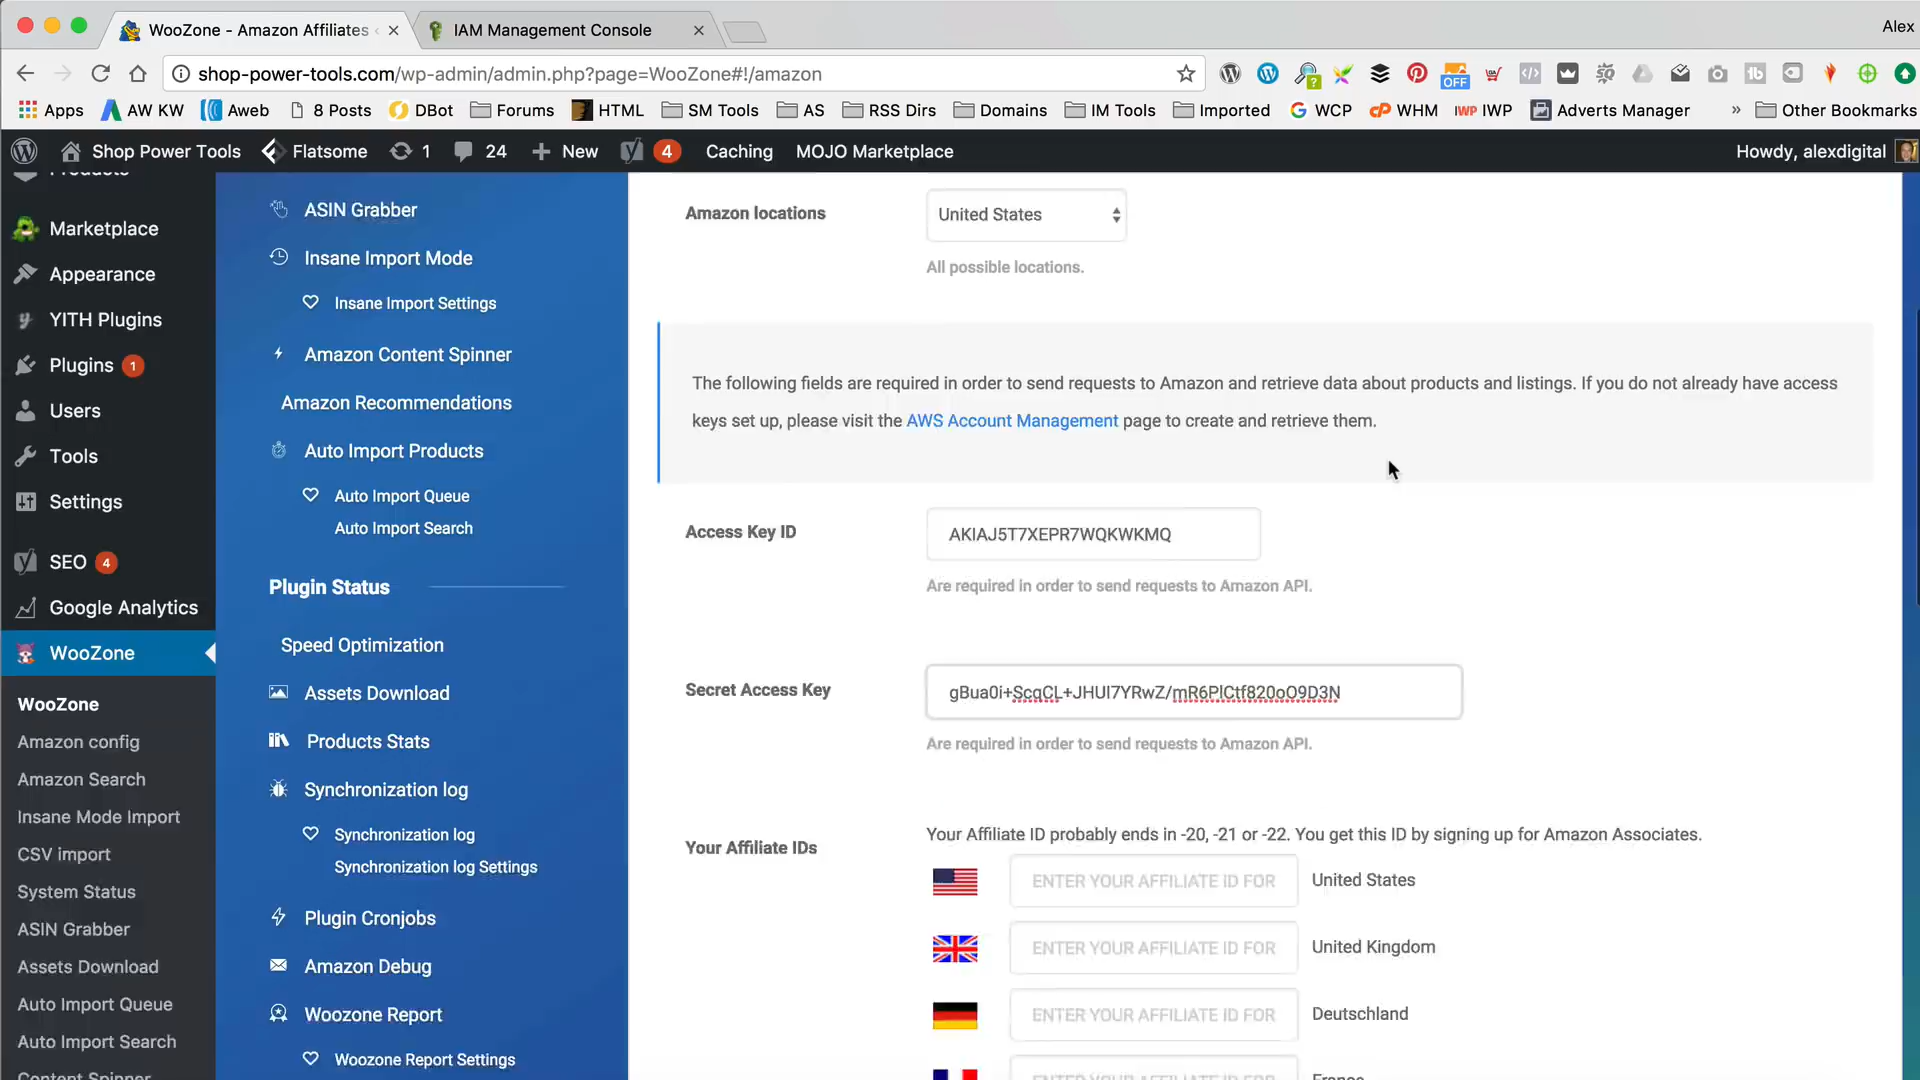 WooZone - Amazon Affiliates
IAM Management Console
Alex
shop-power-tools.com/wp-admin/admin.php?page=WooZone#!/amazon
OFF
Apps
AW KW
Aweb
8 Posts
DBot
Forums
HTML
SM Tools
AS
RSS Dirs
Domains
IM Tools
Imported
WCP
WHM
IWP IWP
Adverts Manager
»
Other Bookmarks
Shop Power Tools
Flatsome
1
24
New
4
Caching
MOJO Marketplace
Howdy, alexdigital
Products
Marketplace
Appearance
YITH Plugins
Plugins 1
Users
Tools
Settings
SEO 4
Google Analytics
WooZone
WooZone
Amazon config
Amazon Search
Insane Mode Import
CSV import
System Status
ASIN Grabber
Assets Download
Auto Import Queue
Auto Import Search
Content Spinner
ASIN Grabber
Insane Import Mode
Insane Import Settings
Amazon Content Spinner
Amazon Recommendations
Auto Import Products
Auto Import Queue
Auto Import Search
Plugin Status
Speed Optimization
Assets Download
Products Stats
Synchronization log
Synchronization log
Synchronization log Settings
Plugin Cronjobs
Amazon Debug
Woozone Report
Woozone Report Settings
Amazon locations
United States
All possible locations.
The following fields are required in order to send requests to Amazon and retrieve data about products and listings. If you do not already have access
keys set up, please visit the AWS Account Management page to create and retrieve them.
Access Key ID
AKIAJ5T7XEPR7WQKWKMQ
Are required in order to send requests to Amazon API.
Secret Access Key
gBua0i+ScqCL+JHUI7YRwZ/mR6PlCtf820oO9D3N
Are required in order to send requests to Amazon API.
Your Affiliate IDs
Your Affiliate ID probably ends in -20, -21 or -22. You get this ID by signing up for Amazon Associates.
ENTER YOUR AFFILIATE ID FOR
United States
ENTER YOUR AFFILIATE ID FOR
United Kingdom
ENTER YOUR AFFILIATE ID FOR
Deutschland
ENTER YOUR AFFILIATE ID FOR
France